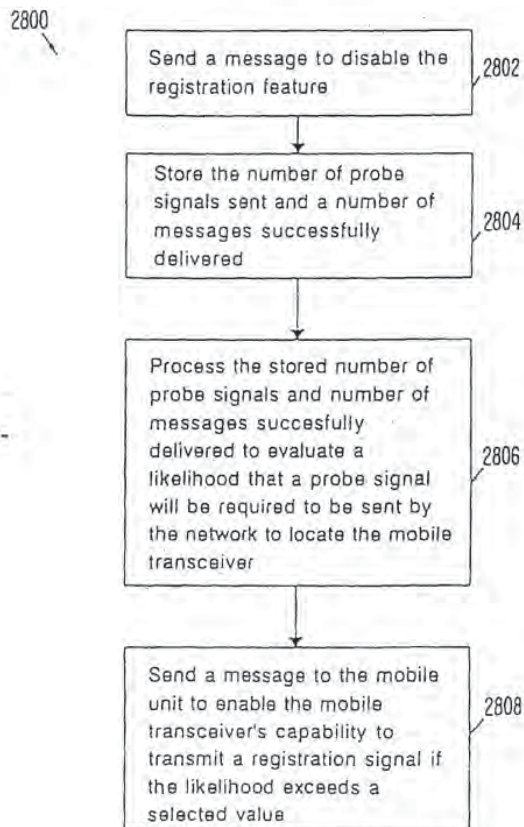 2800
Send a message to disable the
registration feature
2802
Store the number of probe
signals sent and a number of
messages successfully
delivered
2804
Process the stored number of
probe signals and number of
messages succesfully
delivered to evaluate a
likelihood that a probe signal
will be required to be sent by
the network to locate the mobile
transceiver
2806
Send a message to the mobile
unit to enable the mobile
transceiver's capability to
transmit a registration signal if
the likelihood exceeds a
selected value
2808